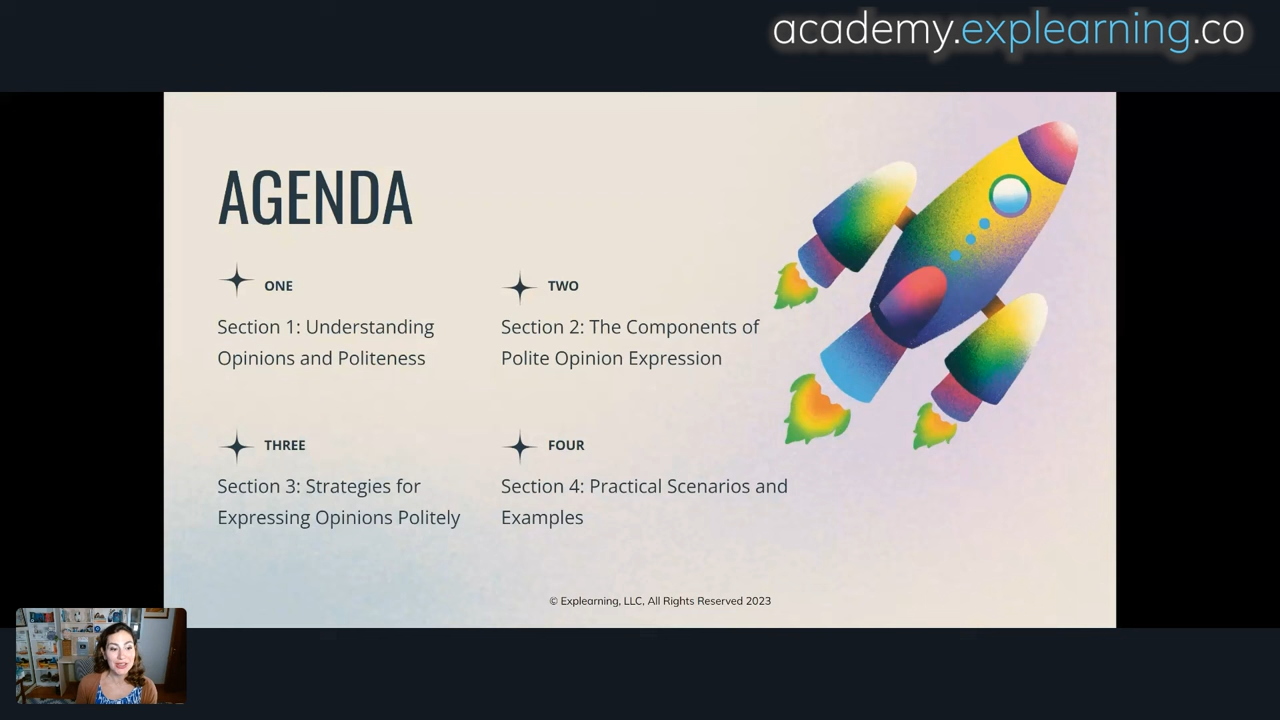 academy.explearning.co
AGENDA
ONE
Section 1: Understanding
Opinions and Politeness
TWO
Section 2: The Components of
Polite Opinion Expression
THREE
Section 3: Strategies for
Expressing Opinions Politely
FOUR
Section 4: Practical Scenarios and
Examples
© Explearning, LLC, All Rights Reserved 2023